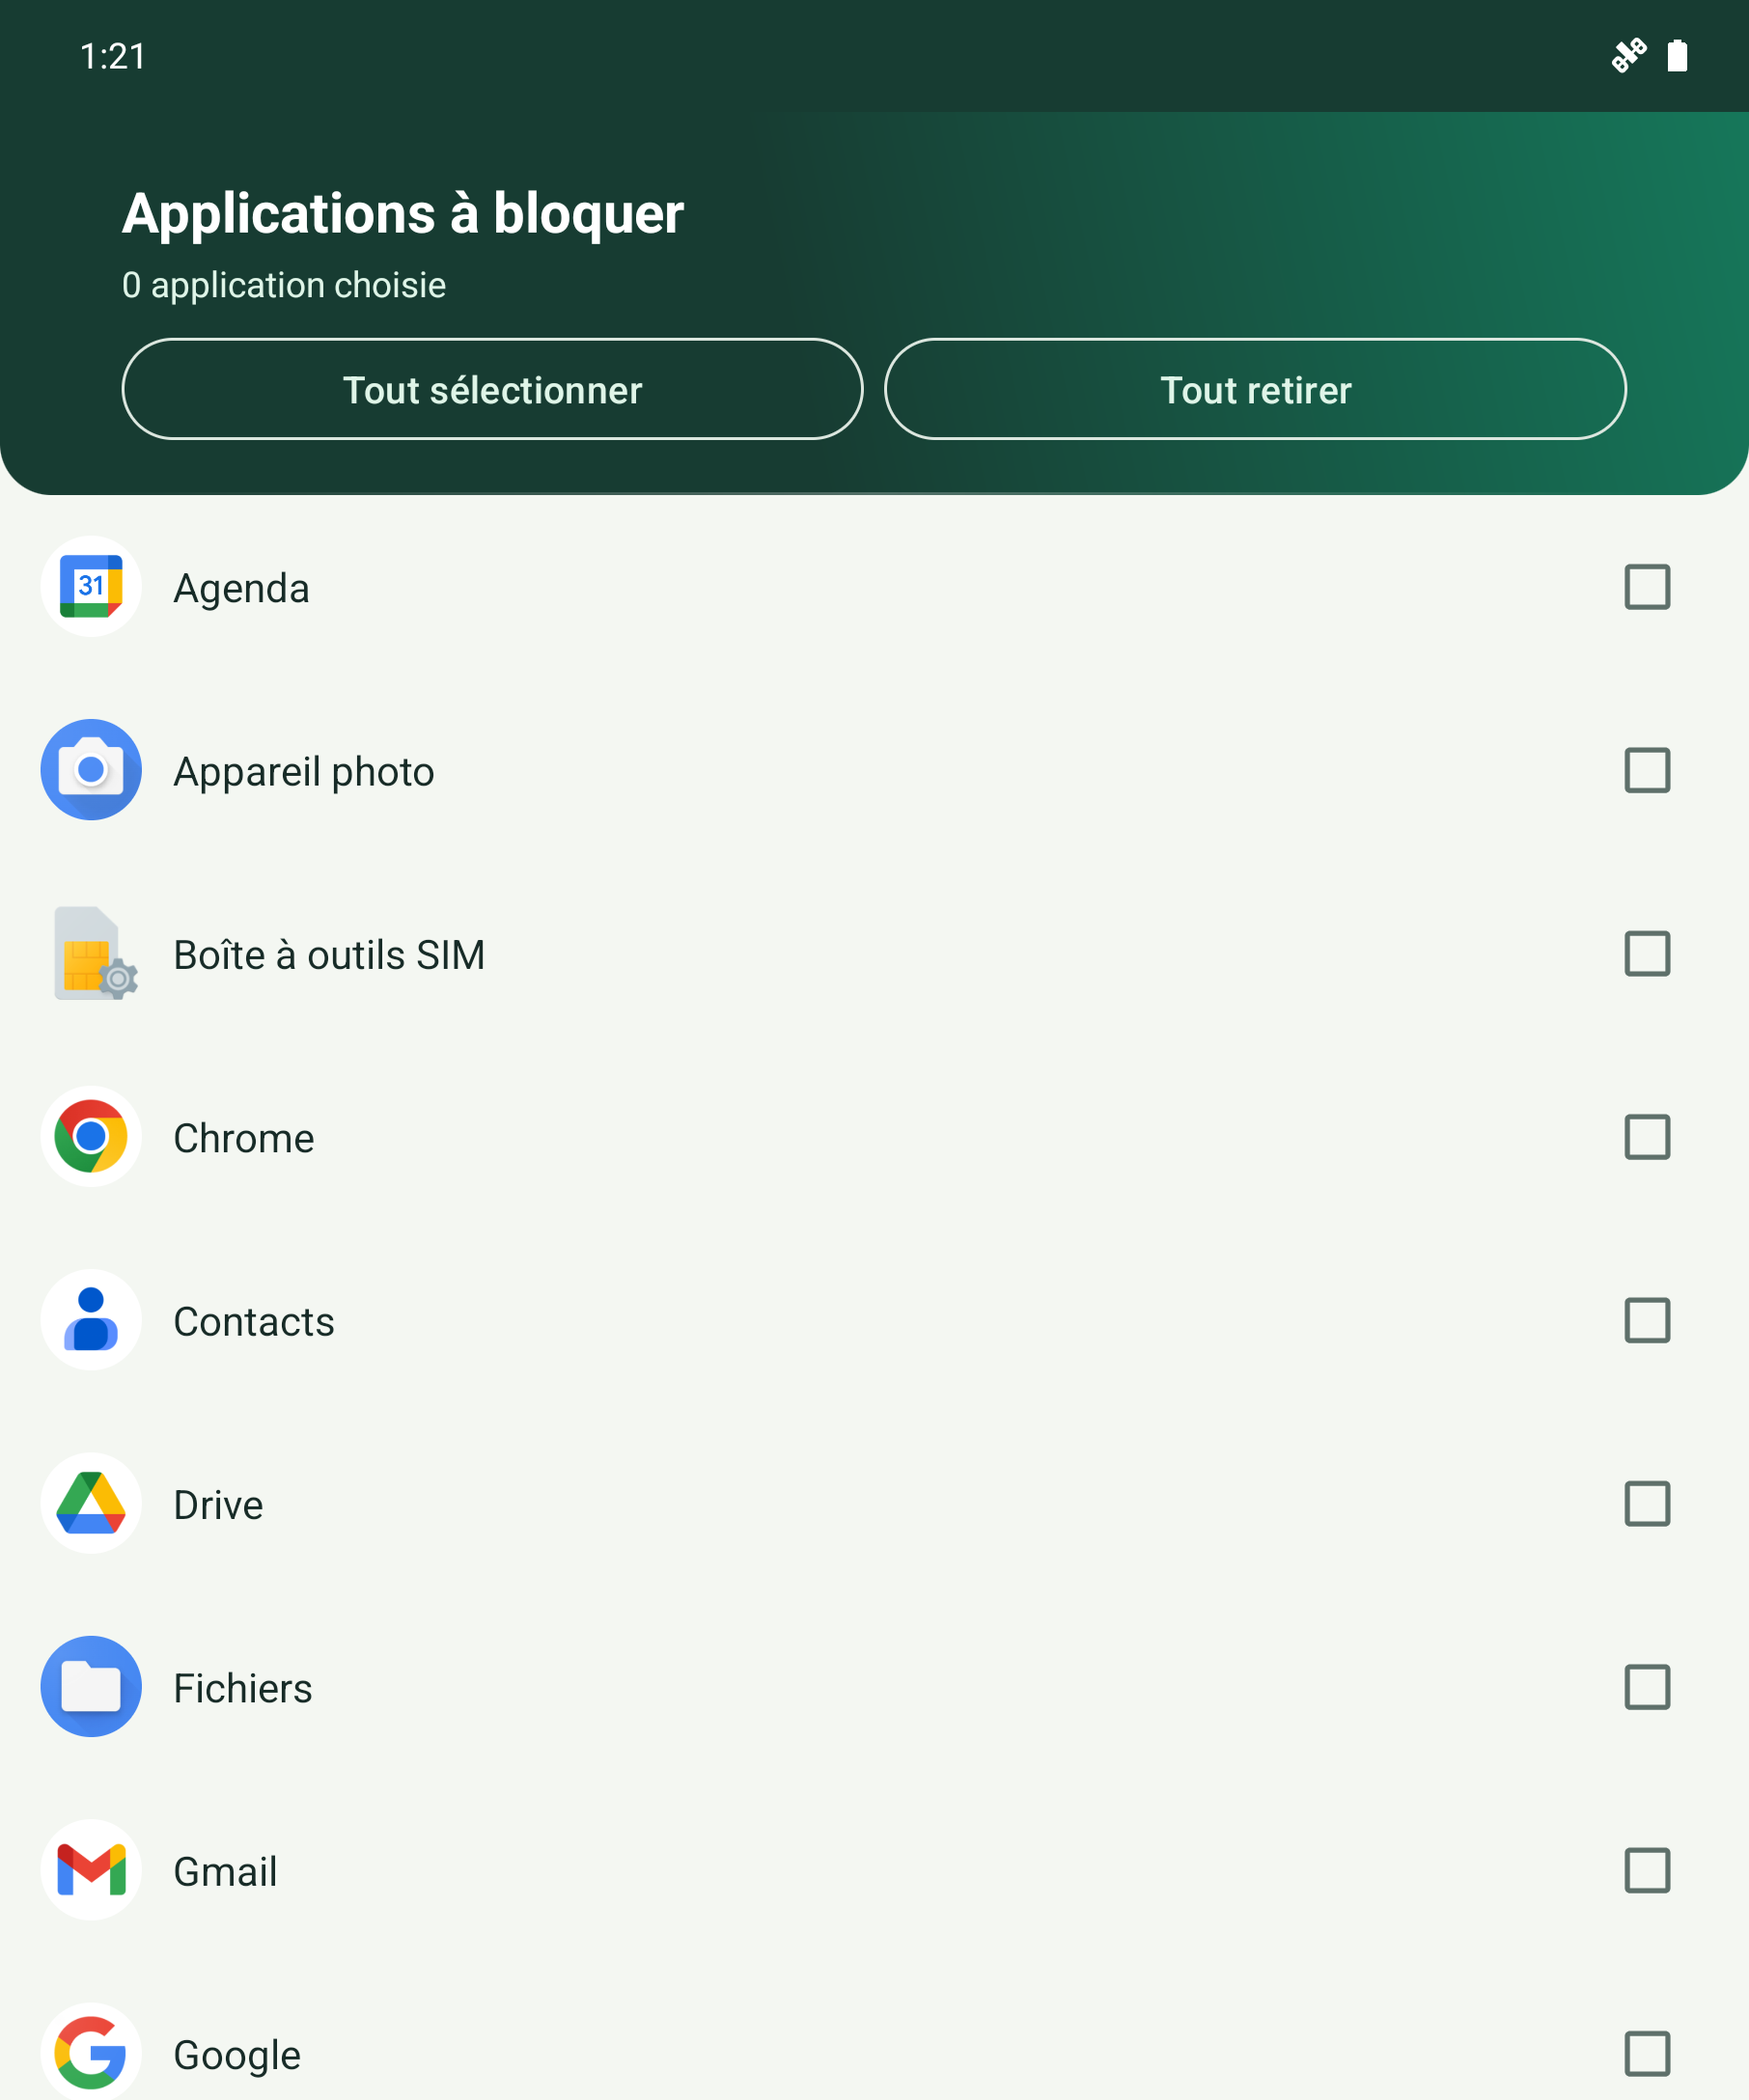 1:21
Applications à bloquer
0 application choisie
Tout sélectionner
Tout retirer
31
Agenda
Appareil photo
Boîte à outils SIM
Chrome
Contacts
Drive
Fichiers
Gmail
Google